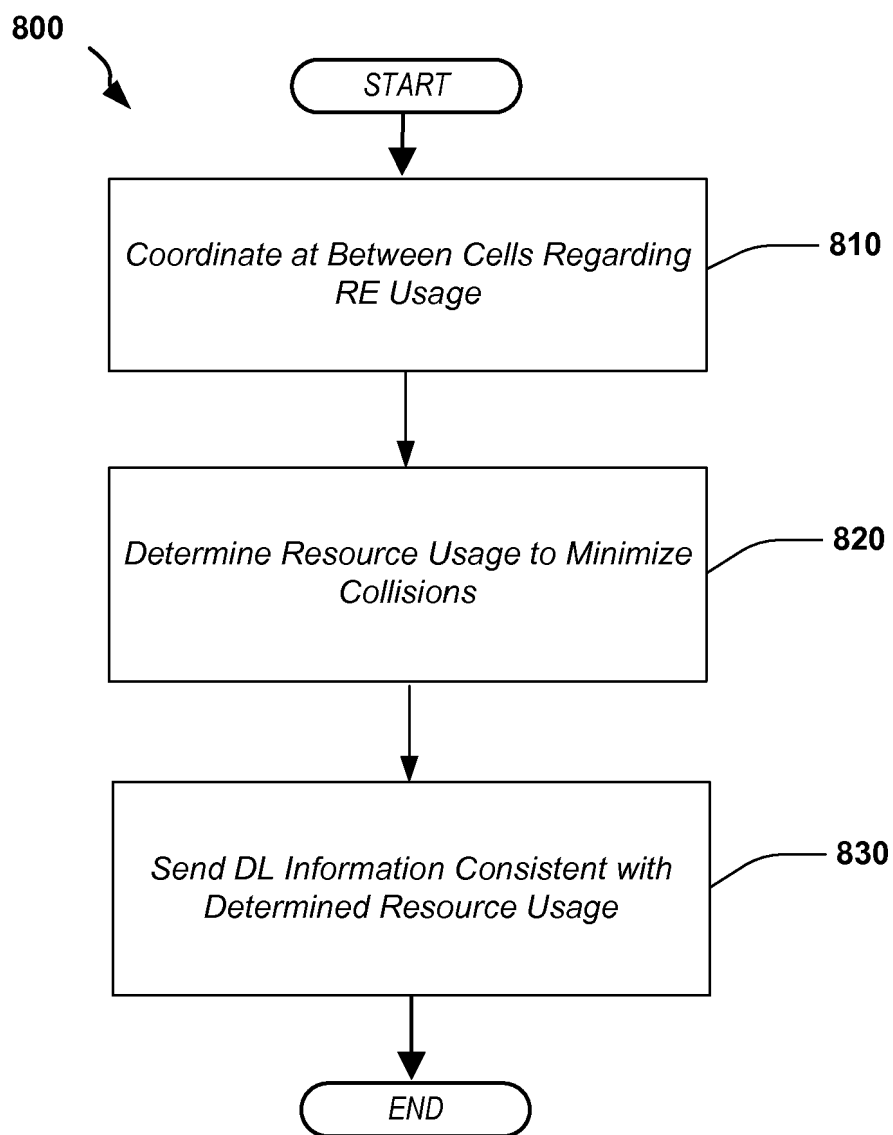 800
START
Coordinate at Between Cells Regarding
RE Usage
810
Determine Resource Usage to Minimize
Collisions
820
Send DL Information Consistent with
Determined Resource Usage
830
END